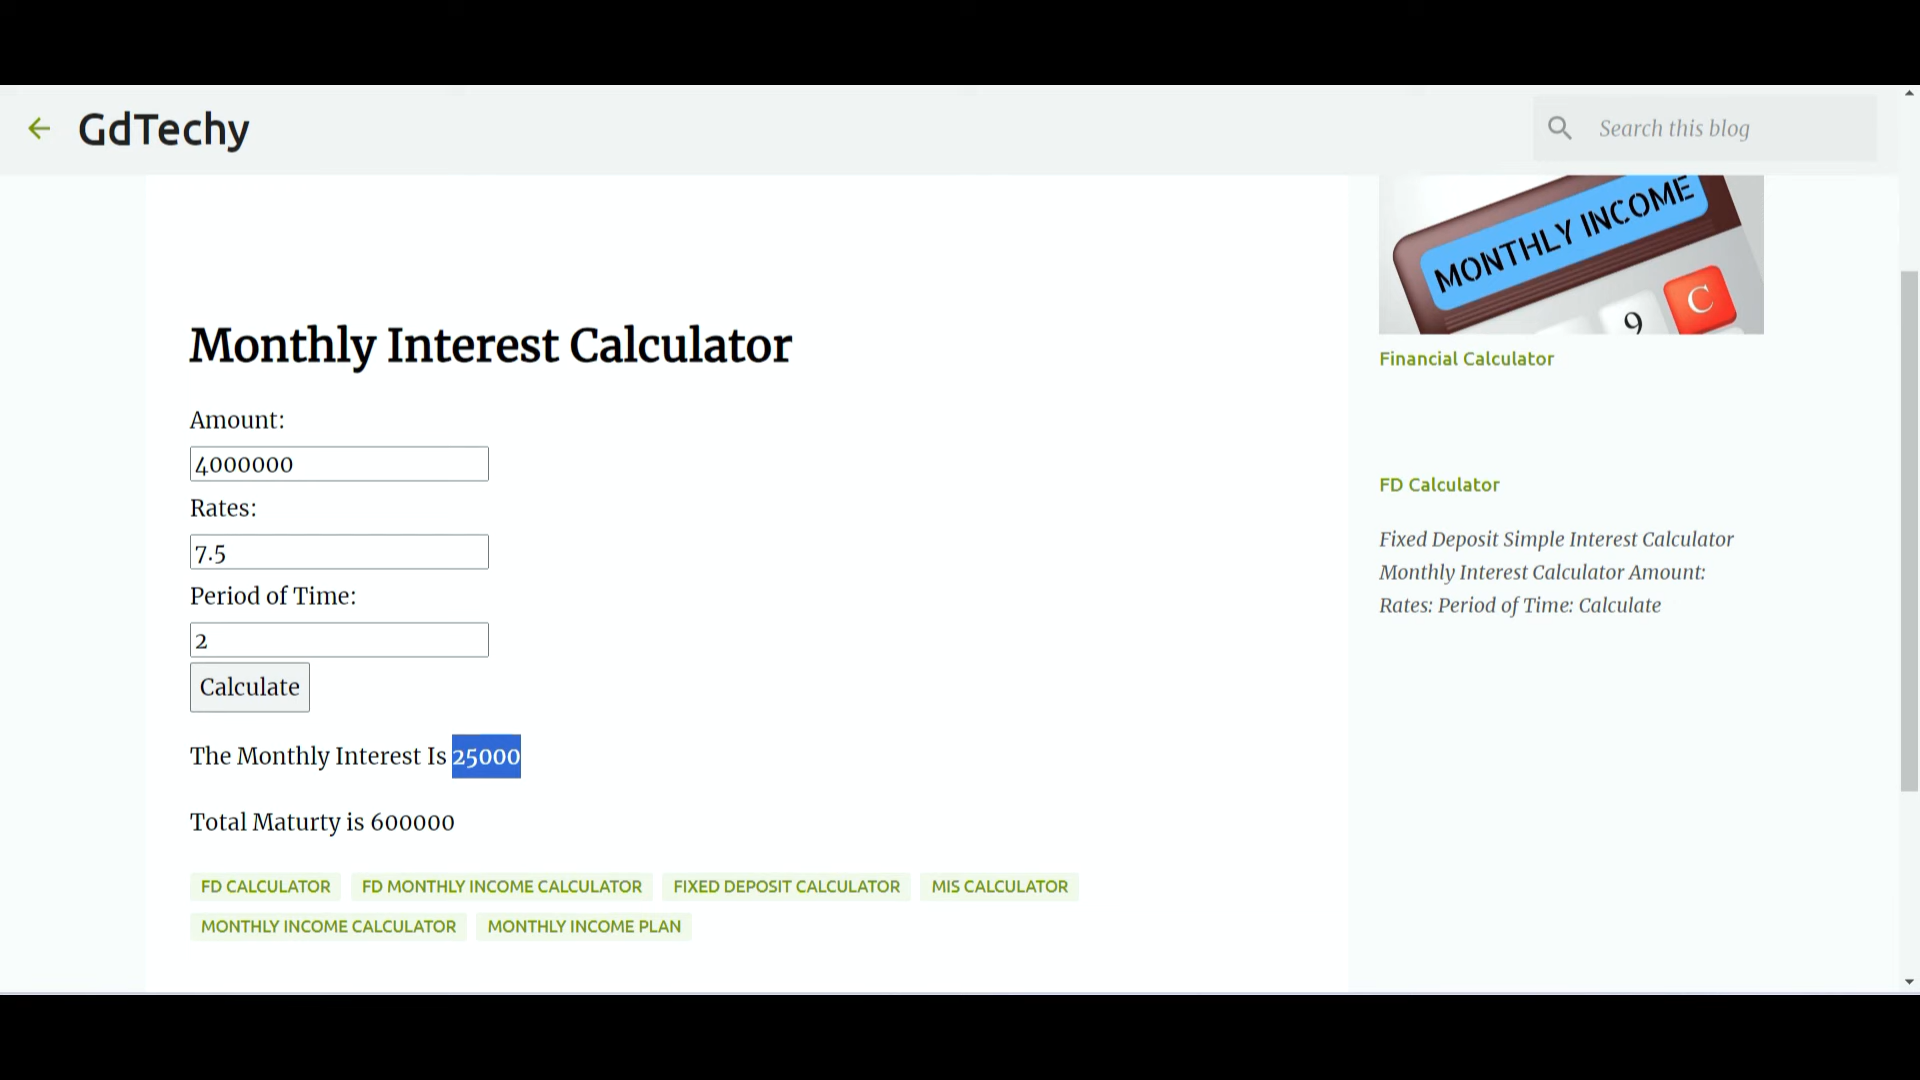 GdTechy
Search this blog
MONTHLY INCOME
9
C
Monthly Interest Calculator
Amount:
4000000
Rates:
7.5
Period of Time:
2
Calculate
The Monthly Interest Is 25000
Total Maturty is 600000
FD CALCULATOR FD MONTHLY INCOME CALCULATOR FIXED DEPOSIT CALCULATOR MIS CALCULATOR
MONTHLY INCOME CALCULATOR MONTHLY INCOME PLAN
Financial Calculator
FD Calculator
Fixed Deposit Simple Interest Calculator
Monthly Interest Calculator Amount:
Rates: Period of Time: Calculate